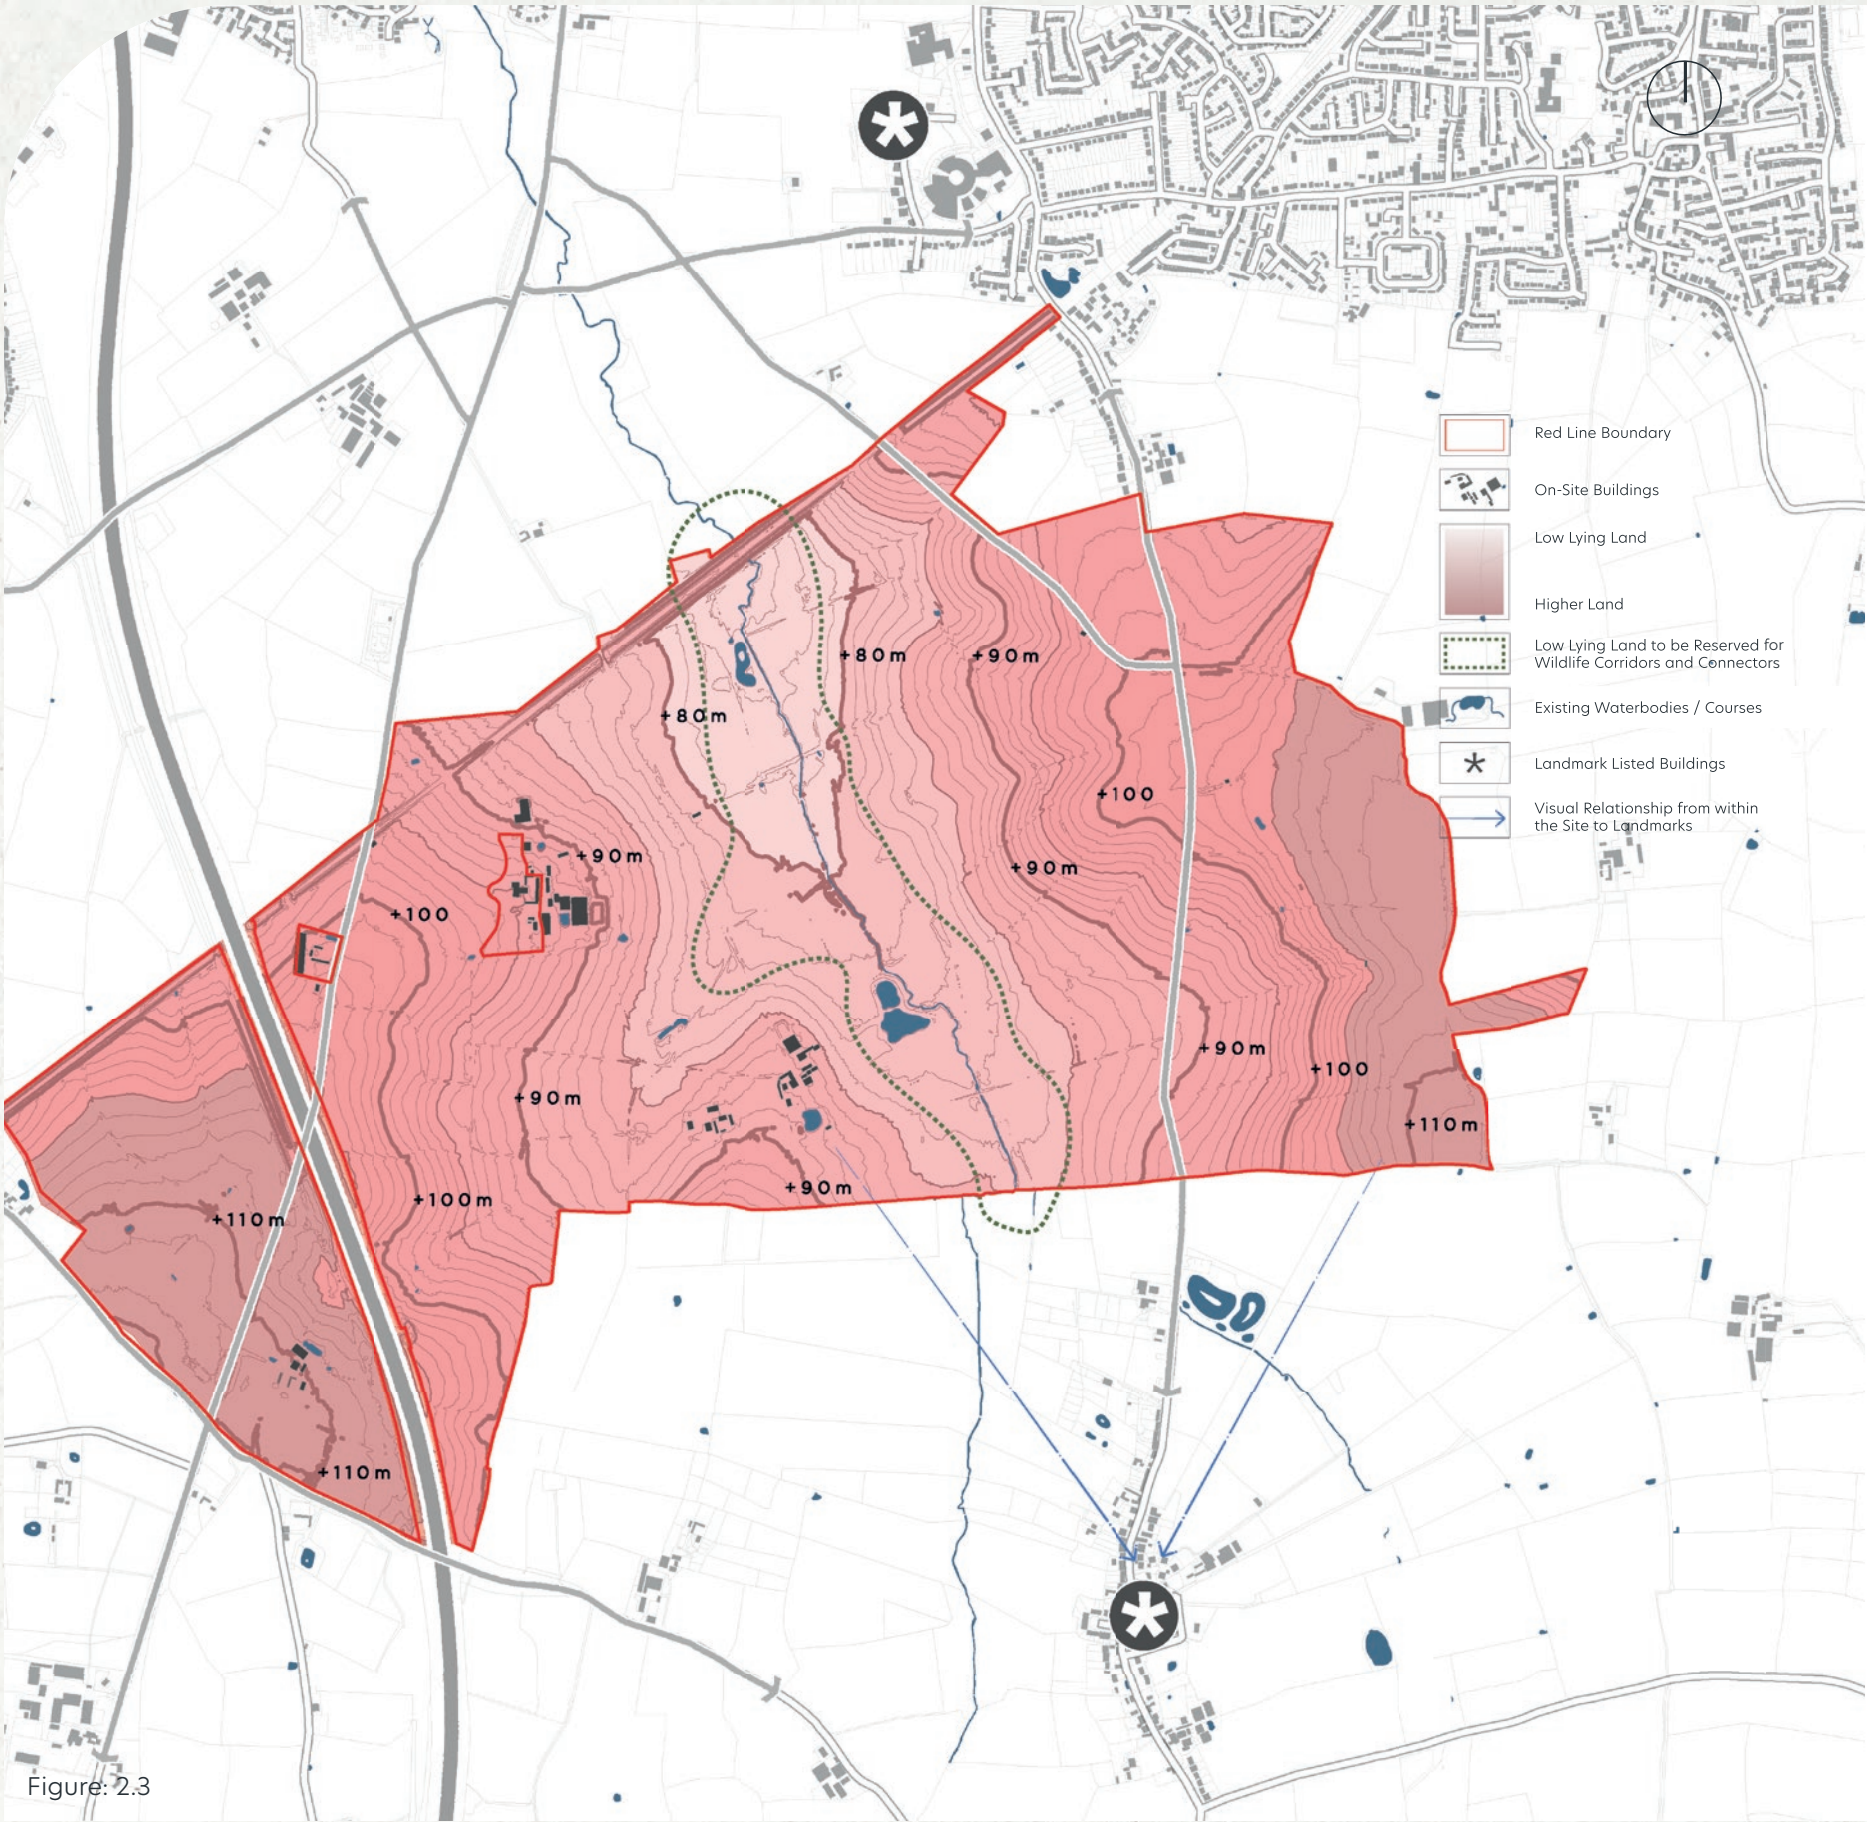 Red Line Boundary
On-Site Buildings
Low Lying Land
Higher Land
Low Lying Land to be Reserved for
Wildlife Corridors and Connectors
Existing Waterbodies / Courses
Landmark Listed Buildings
Visual Relationship from within
the Site to Landmarks
+80m
+90m
+80m
+100
+90m
+90m
+100
+90m
+100
+90m
+110m
+90m
+100m
+110m
+110m
Figure: 2.3